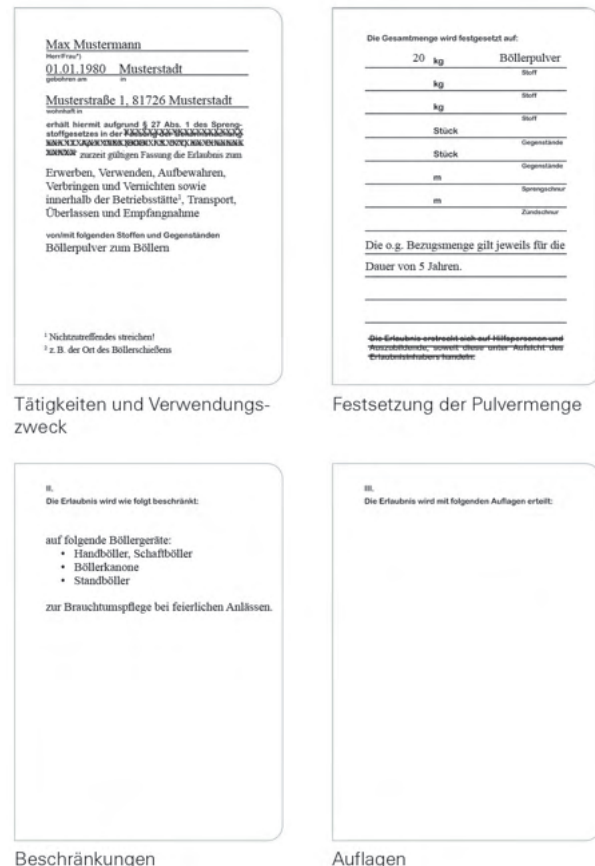 Max Mustermann
Herr/Frau*)
01.01.1980 Musterstadt
geboren am in
Musterstraße 1, 81726 Musterstadt
wohnhaft in
erhält hiermit aufgrund § 27 Abs. 1 des Spreng-
stoffgesetzes in der
zurzeit gültigen Fassung die Erlaubnis zum
Erwerben, Verwenden, Aufbewahren,
Verbringen und Vernichten sowie
innerhalb der Betriebsstätte², Transport,
Überlassen und Empfangnahme
von/mit folgenden Stoffen und Gegenständen
Böllerpulver zum Böllern
¹ Nichtzutreffendes streichen!
² z. B. der Ort des Böllerschießens
Tätigkeiten und Verwendungs-
zweck
Die Gesamtmenge wird festgesetzt auf:
20 kg Böllerpulver
Stoff
kg
Stoff
kg
Stoff
Stück
Gegenstände
Stück
Gegenstände
m
Sprengschnur
m
Zündschnur
Die o.g. Bezugsmenge gilt jeweils für die
Dauer von 5 Jahren.
Die Erlaubnis erstreckt sich auf Hilfspersonen und
Auszubildende, soweit diese unter Aufsicht des
Erlaubnisinhabers handeln.
Festsetzung der Pulvermenge
II.
Die Erlaubnis wird wie folgt beschränkt:
auf folgende Böllergeräte:
• Handböller, Schaftböller
• Böllerkanone
• Standböller
zur Brauchtumspflege bei feierlichen Anlässen.
Beschränkungen
III.
Die Erlaubnis wird mit folgenden Auflagen erteilt:
Auflagen